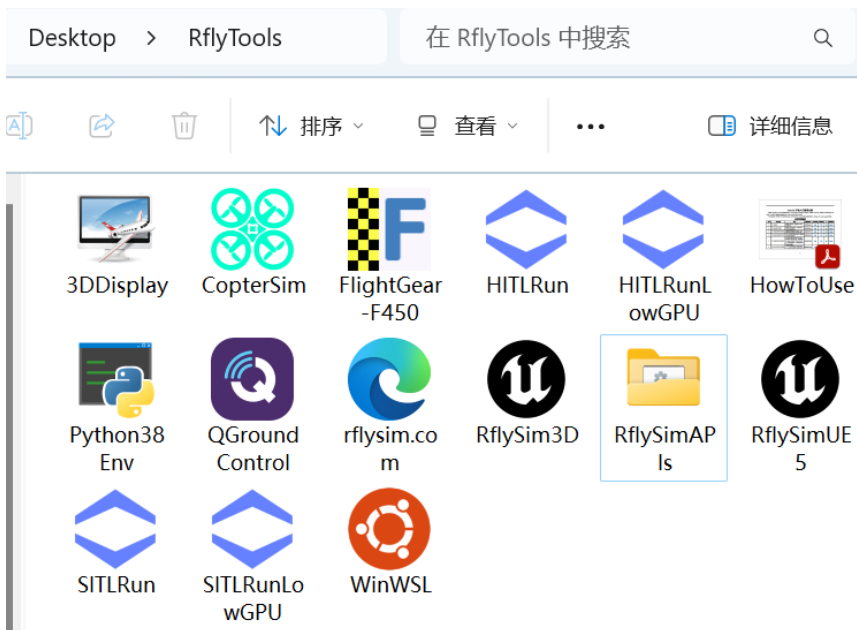 Desktop > RflyTools
在 RflyTools 中搜索
排序
查看
详细信息
3DDisplay
CopterSim
FlightGear
-F450
HITLRun
HITLRunL
owGPU
HowToUse
Python38
Env
QGround
Control
rflysim.co
m
RflySim3D
RflySimAP
Is
RflySimUE
5
SITLRun
SITLRunLo
wGPU
WinWSL